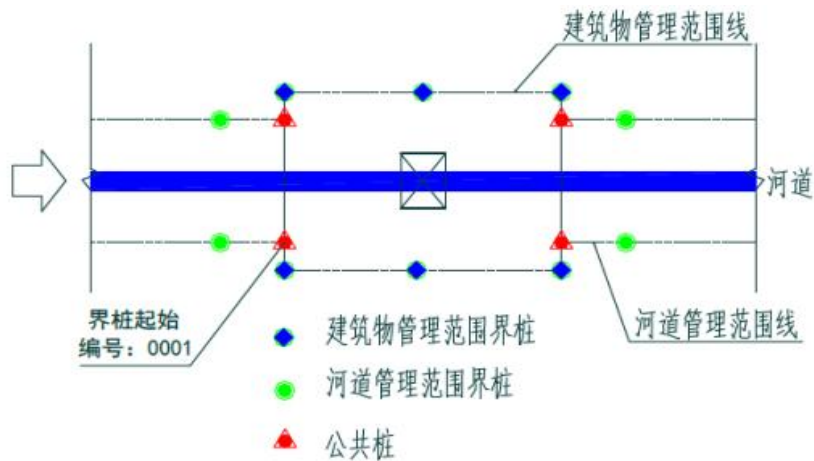 建筑物管理范围线
河道
界桩起始
编号：0001
河道管理范围线
建筑物管理范围界桩
河道管理范围界桩
公共桩